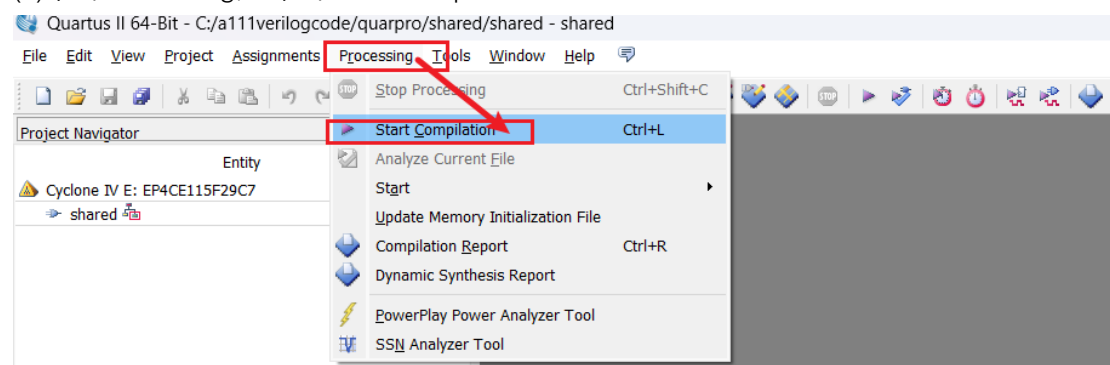 Quartus II 64-Bit - C:/a111verilogcode/quarpro/shared/shared - shared
File Edit View Project Assignments Processing Tools Window Help
Stop Processing Ctrl+Shift+C
Project Navigator
Start Compilation Ctrl+L
Entity
Analyze Current File
Cyclone IV E: EP4CE115F29C7
Start
shared
Update Memory Initialization File
Compilation Report Ctrl+R
Dynamic Synthesis Report
PowerPlay Power Analyzer Tool
SSN Analyzer Tool